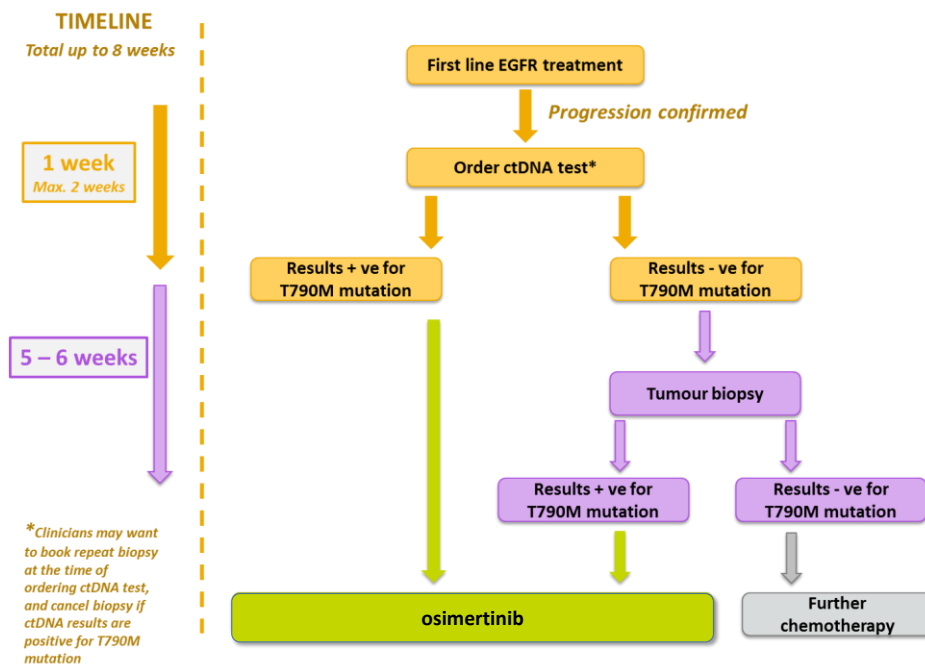 TIMELINE
Total up to 8 weeks
1 week
Max. 2 weeks
5 – 6 weeks
*Clinicians may want
to book repeat biopsy
at the time of
ordering ctDNA test,
and cancel biopsy if
ctDNA results are
positive for T790M
mutation
First line EGFR treatment
Progression confirmed
Order ctDNA test*
Results + ve for
T790M mutation
Results - ve for
T790M mutation
Tumour biopsy
Results + ve for
T790M mutation
Results - ve for
T790M mutation
osimertinib
Further
chemotherapy